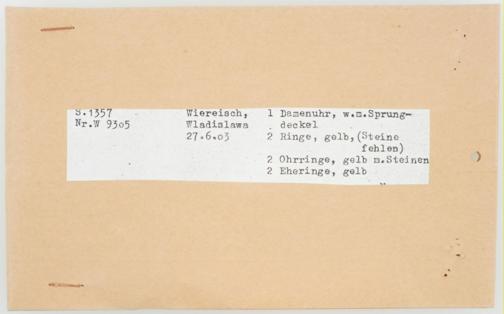 S.1357 Wiereisch, 1 Damenuhr, w.m.Sprung-
Nr.W 9305 Wladislawa deckel
27.6.03 2 Ringe, gelb,(Steine
fehlen)
2 Ohrringe, gelb m.Steinen
2 Eheringe, gelb